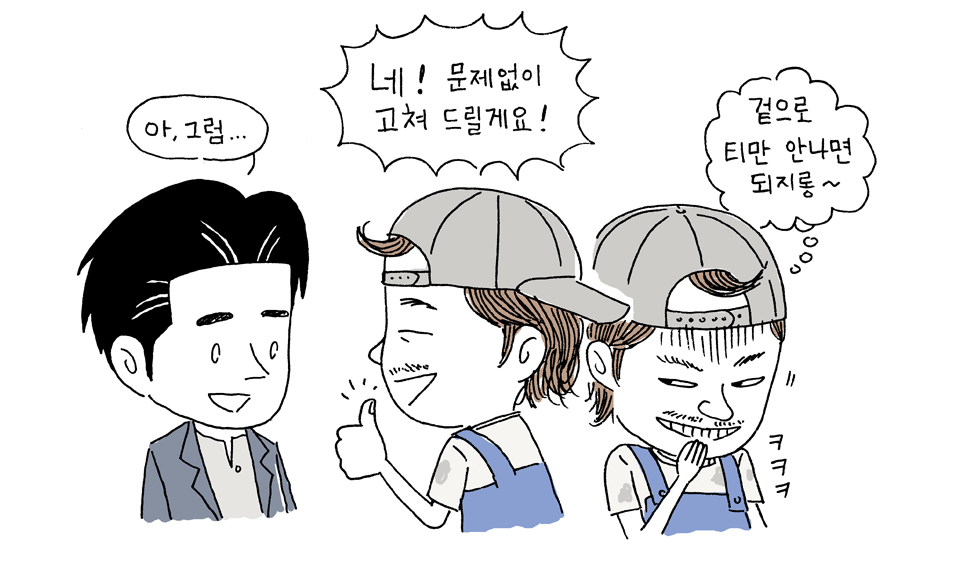 아, 그럼...
네! 문제없이
고쳐 드릴게요!
겉으로
티만 안나면
되지롱~
ㅋ
ㅋ
ㅋ